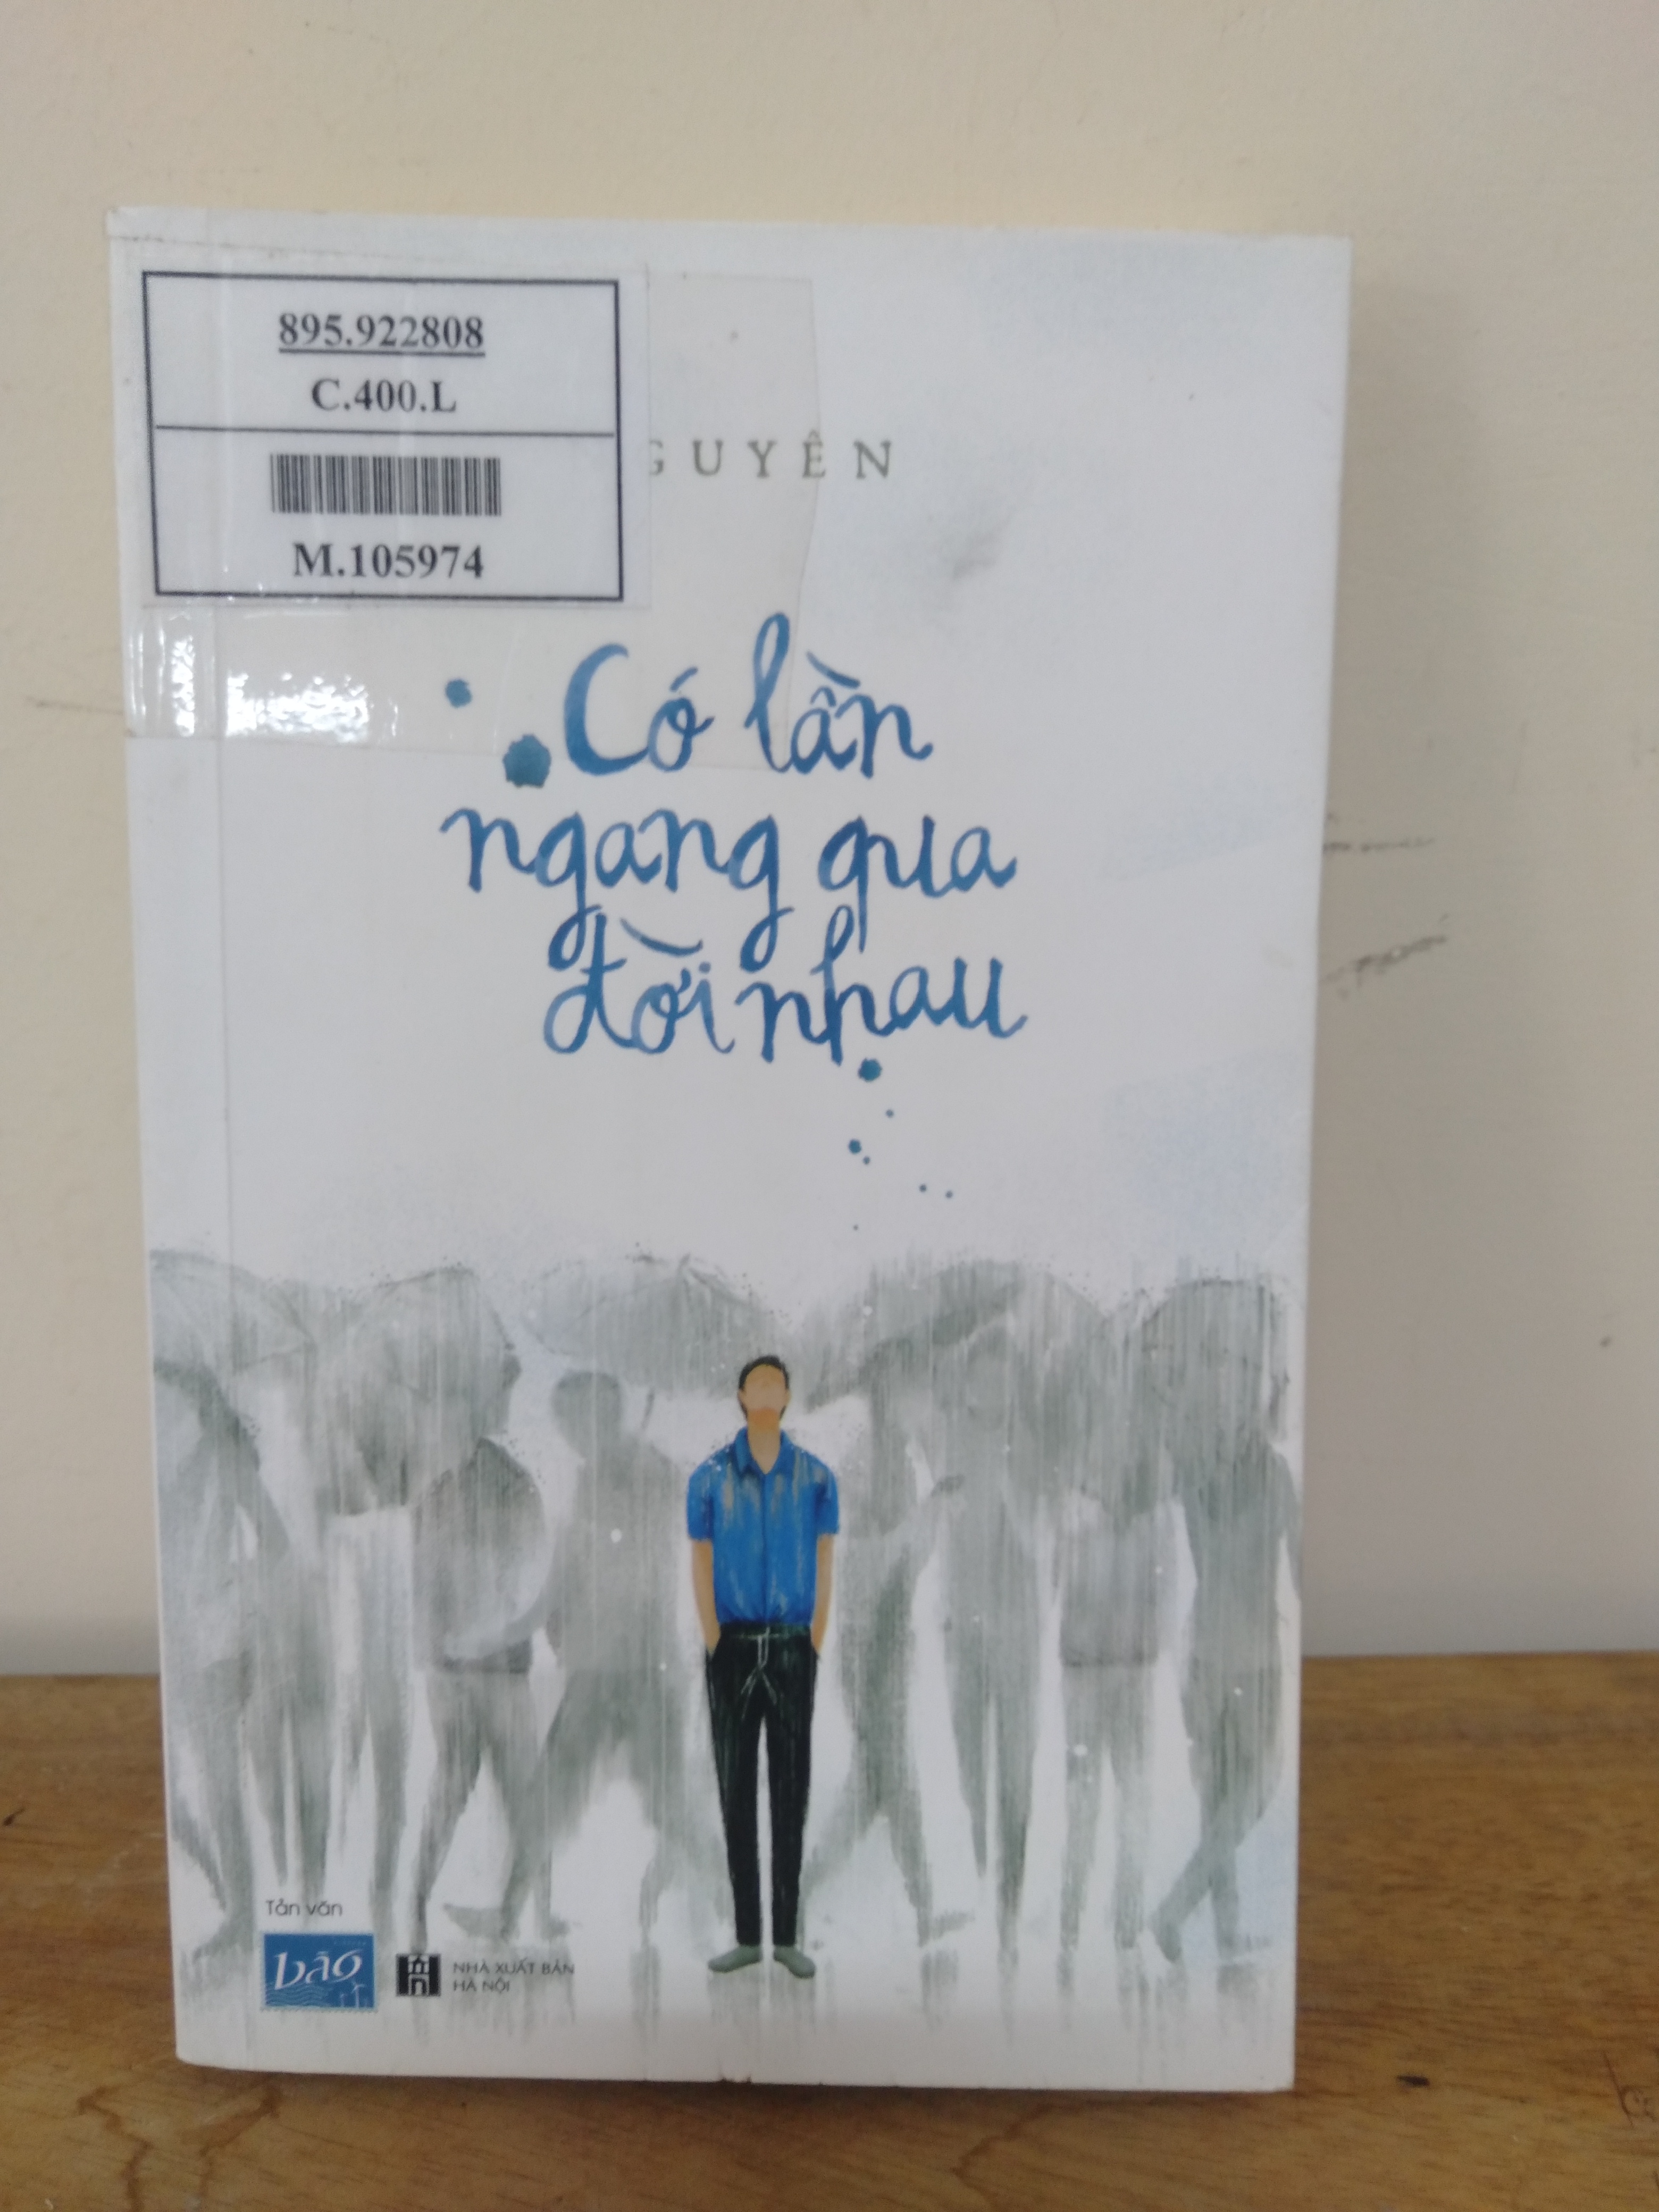 895.922808
C.400.L
M.105974
GUYÊN
Có lần
ngang qua
đời nhau
Tản văn
bão
NHÀ XUẤT BẢN
HÀ NỘI